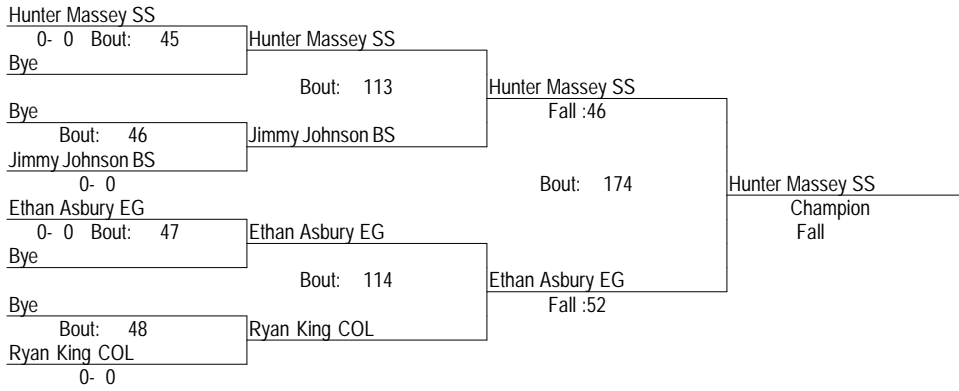 Hunter Massey SS
0- 0 Bout: 45
Hunter Massey SS
Bye
Bout: 113
Hunter Massey SS
Bye
Fall :46
Bout: 46
Jimmy Johnson BS
Jimmy Johnson BS
0- 0
Bout: 174
Hunter Massey SS
Ethan Asbury EG
Champion
0- 0 Bout: 47
Ethan Asbury EG
Fall
Bye
Bout: 114
Ethan Asbury EG
Bye
Fall :52
Bout: 48
Ryan King COL
Ryan King COL
0- 0